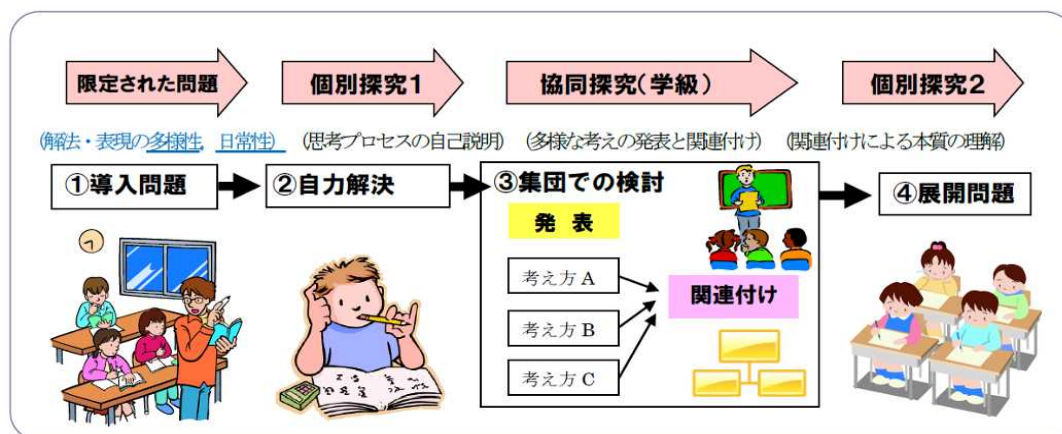 限定された問題
個別探究1
協同探究(学級)
個別探究2
(解法・表現の多様性、日常性)
(思考プロセスの自己説明)
(多様な考えの発表と関連付け)
(関連付けによる本質の理解)
①導入問題
②自力解決
③集団での検討
④展開問題
発 表
考え方 A
考え方 B
考え方 C
関連付け